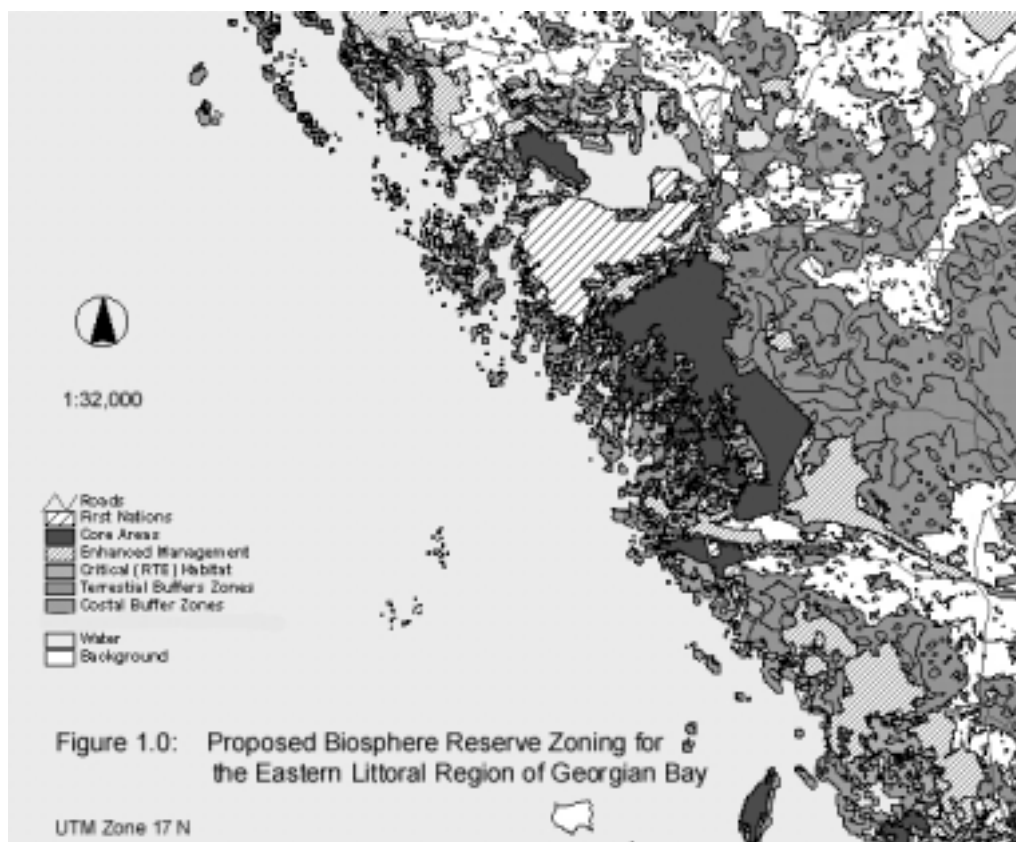 1:32,000
Roads
First Nations
Core Areas
Enhanced Management
Critical (RTE) Habitat
Terrestial Buffers Zones
Costal Buffer Zones
Water
Background
Figure 1.0: Proposed Biosphere Reserve Zoning for
the Eastern Littoral Region of Georgian Bay
UTM Zone 17 N